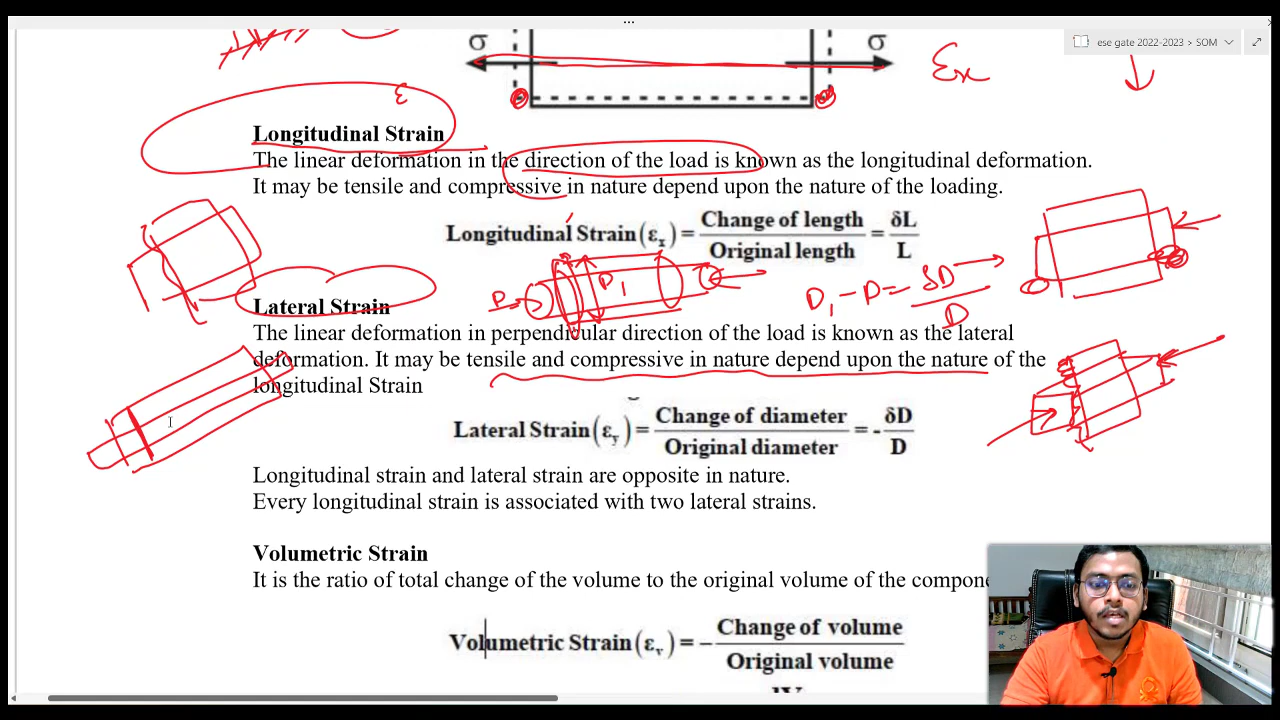 ...
ese gate 2022-2023 > SOM
σ
σ
εx
ε
Longitudinal Strain
The linear deformation in the direction of the load is known as the longitudinal deformation.
It may be tensile and compressive in nature depend upon the nature of the loading.
Longitudinal Strain(εx) = Change of length / Original length = δL / L
P
D1
D1 - D = δD / D
Lateral Strain
The linear deformation in perpendicular direction of the load is known as the lateral
deformation. It may be tensile and compressive in nature depend upon the nature of the
longitudinal Strain
Lateral Strain(εy) = Change of diameter / Original diameter = - δD / D
Longitudinal strain and lateral strain are opposite in nature.
Every longitudinal strain is associated with two lateral strains.
Volumetric Strain
It is the ratio of total change of the volume to the original volume of the compone
Volumetric Strain(εv) = - Change of volume / Original volume
dV